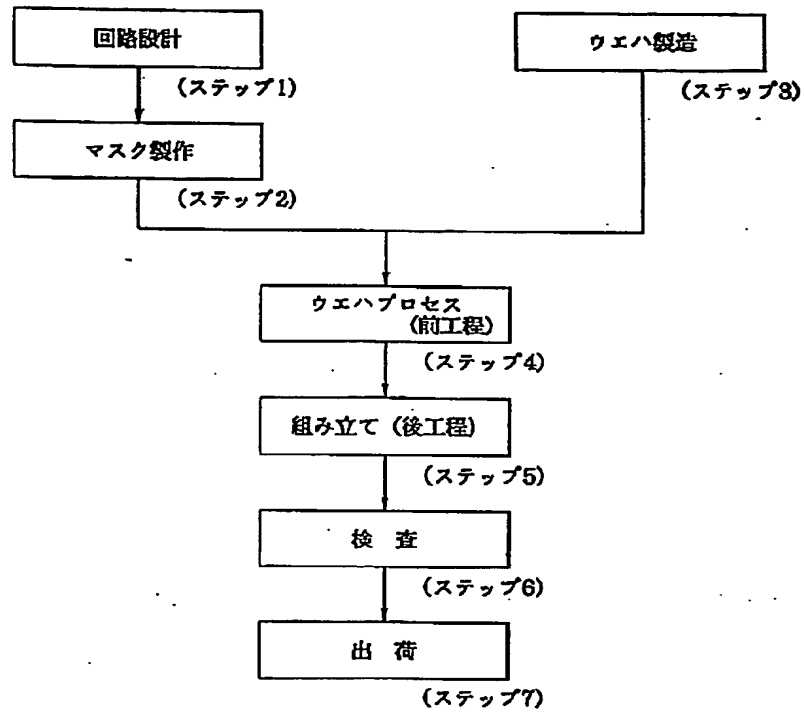 回路設計
(ステップ1)
ウエハ製造
(ステップ3)
マスク製作
(ステップ2)
ウエハプロセス
(前工程)
(ステップ4)
組み立て(後工程)
(ステップ5)
検 査
(ステップ6)
出 荷
(ステップ7)